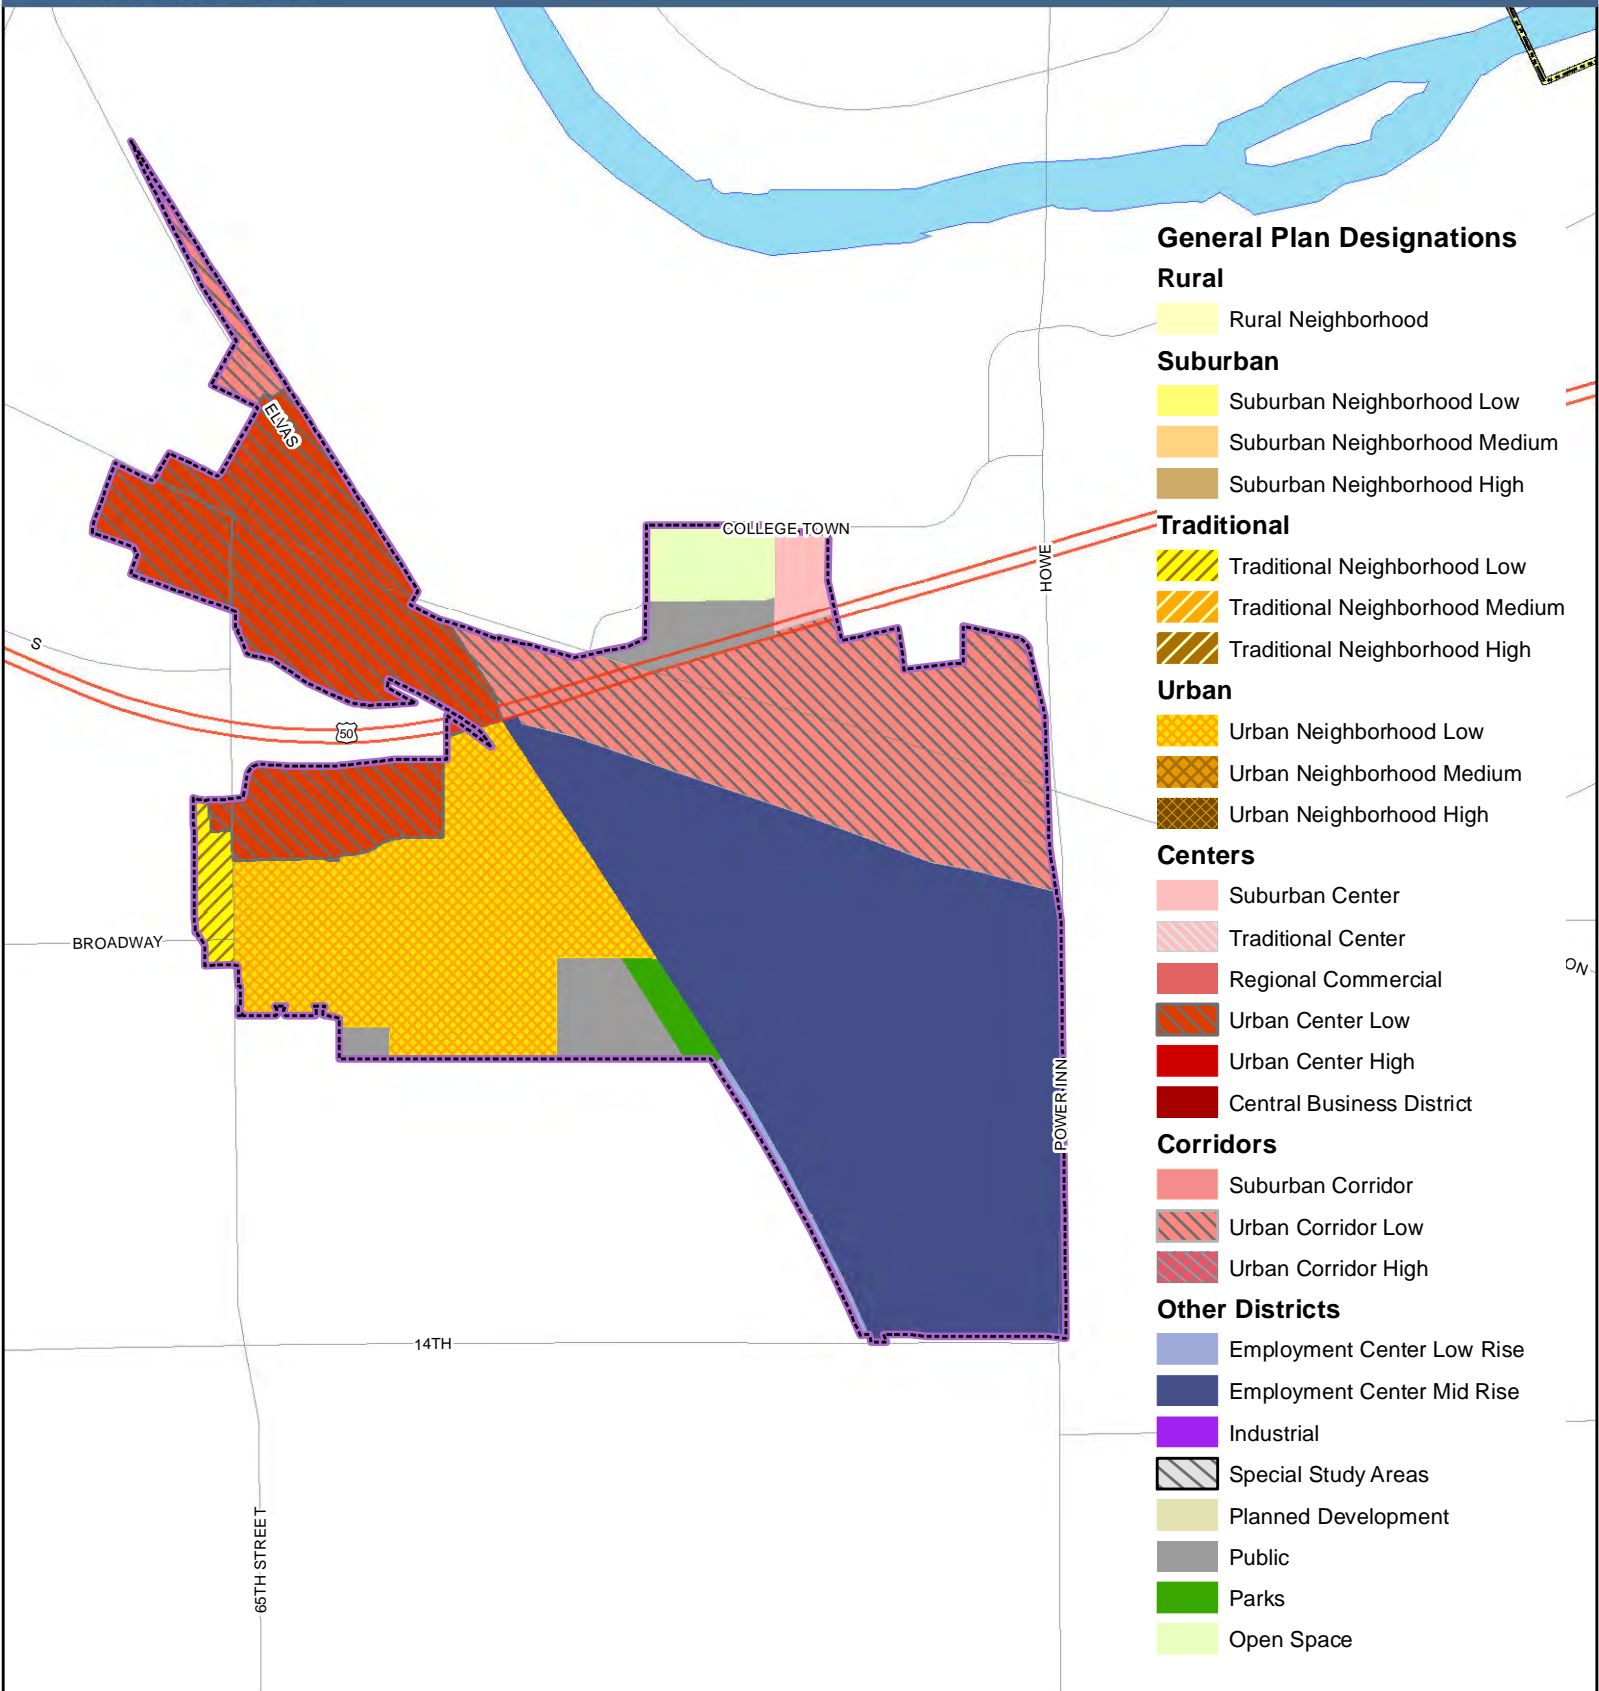 General Plan Designations
Rural
Rural Neighborhood
Suburban
Suburban Neighborhood Low
Suburban Neighborhood Medium
Suburban Neighborhood High
Traditional
Traditional Neighborhood Low
Traditional Neighborhood Medium
Traditional Neighborhood High
Urban
Urban Neighborhood Low
Urban Neighborhood Medium
Urban Neighborhood High
Centers
Suburban Center
Traditional Center
Regional Commercial
Urban Center Low
Urban Center High
Central Business District
Corridors
Suburban Corridor
Urban Corridor Low
Urban Corridor High
Other Districts
Employment Center Low Rise
Employment Center Mid Rise
Industrial
Special Study Areas
Planned Development
Public
Parks
Open Space
ELVAS
COLLEGE TOWN
HOWE
S
50
BROADWAY
ON
POWER INN
14TH
65TH STREET